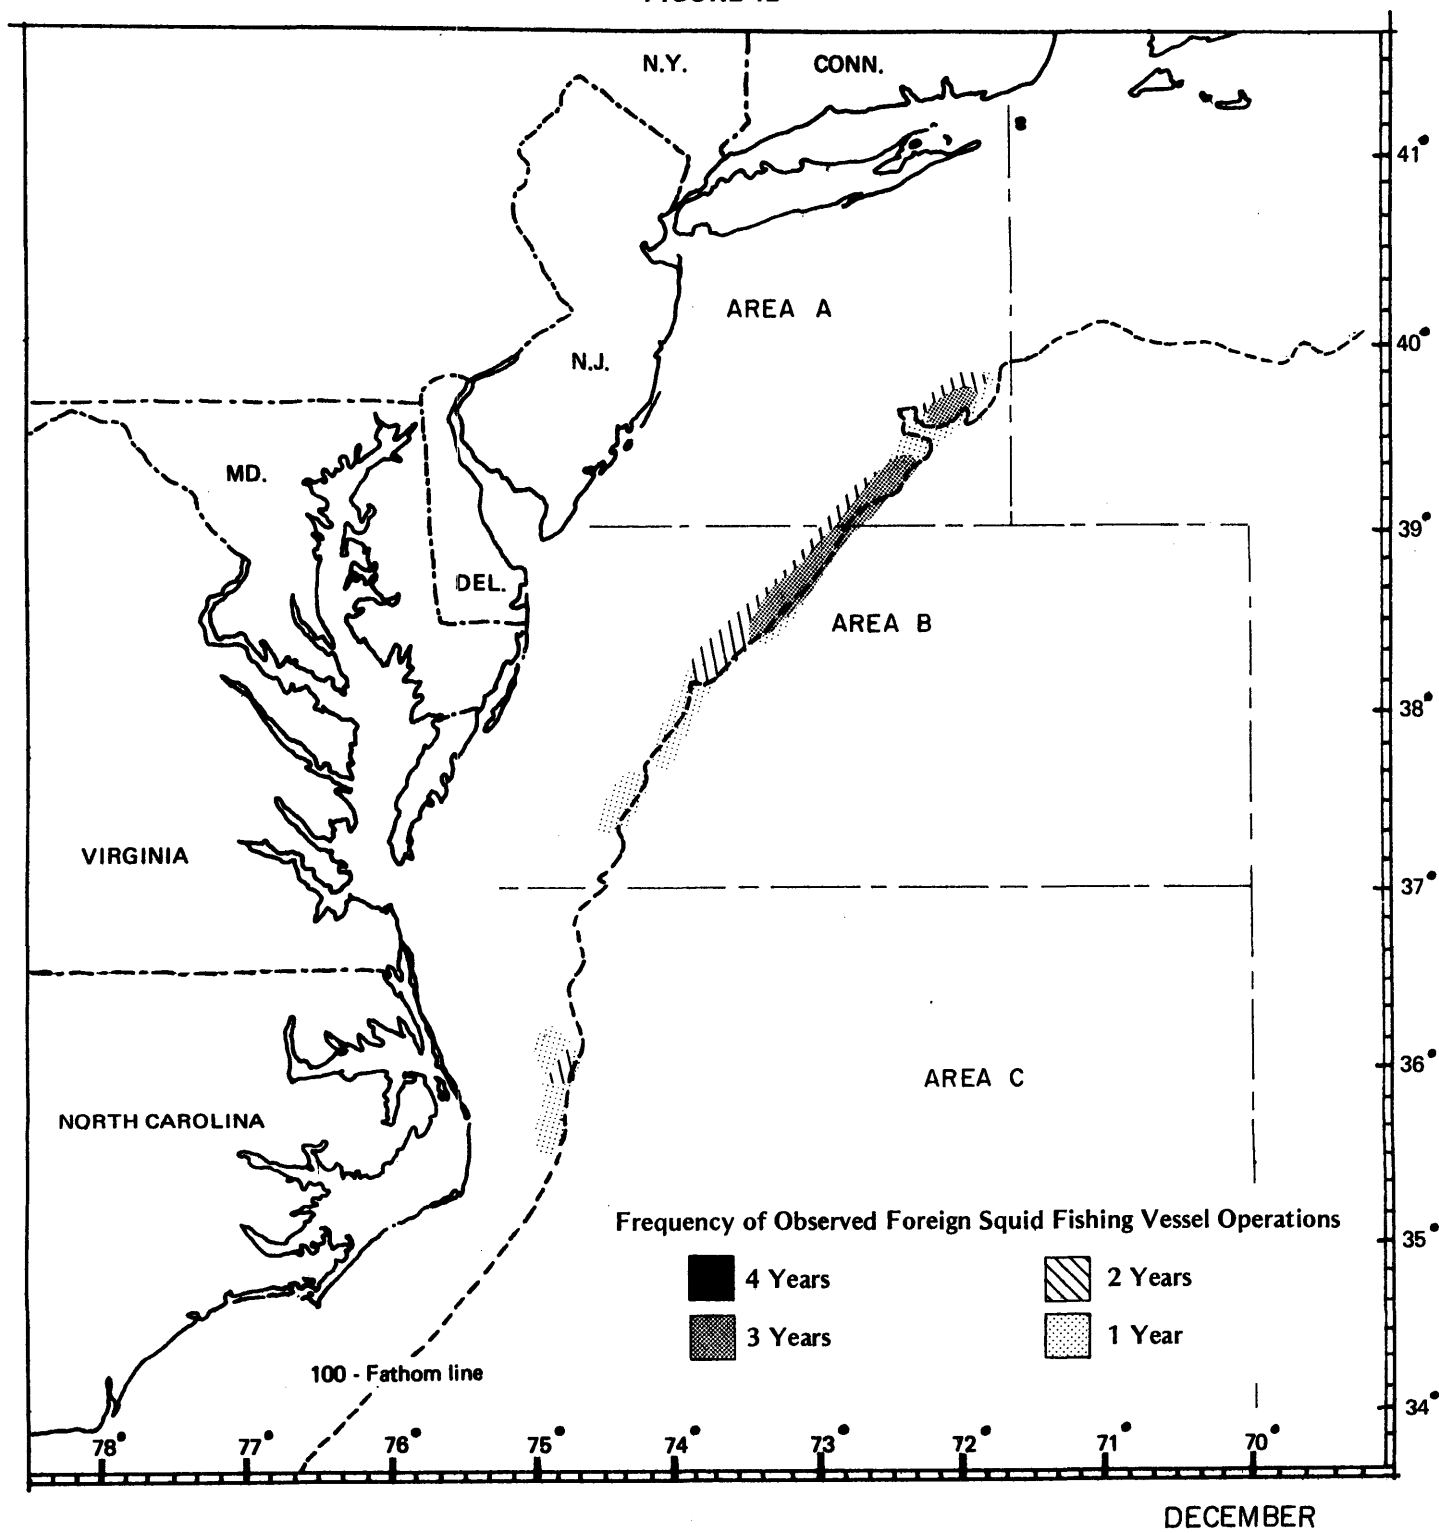 N.Y.
CONN.
41°
AREA A
40°
N.J.
MD.
39°
DEL.
AREA B
38°
VIRGINIA
37°
36°
AREA C
NORTH CAROLINA
Frequency of Observed Foreign Squid Fishing Vessel Operations
35°
4 Years
2 Years
3 Years
1 Year
100 - Fathom line
34°
78° 77° 76° 75° 74° 73° 72° 71° 70°
DECEMBER